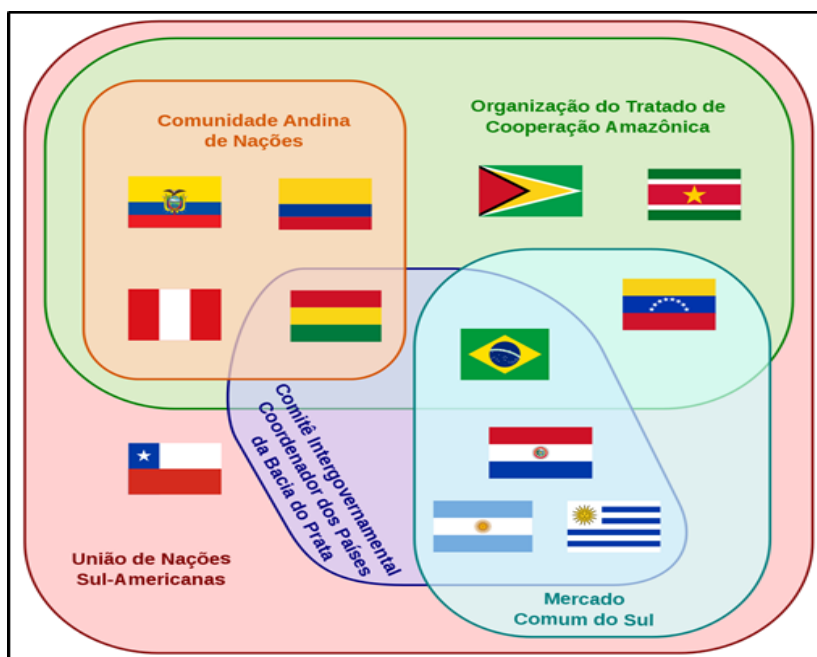 Comunidade Andina
de Nações
Organização do Tratado de
Cooperação Amazônica
Comitê Intergovernamental
Coordenador dos Países
da Bacia do Prata
União de Nações
Sul-Americanas
Mercado
Comum do Sul